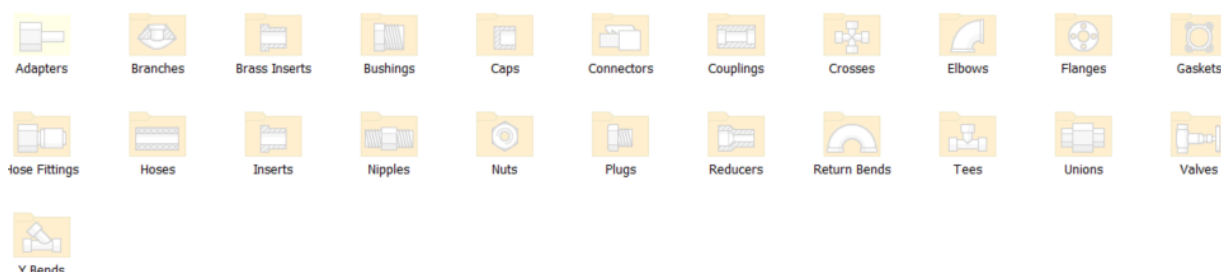 Adapters
Branches
Brass Inserts
Bushings
Caps
Connectors
Couplings
Crosses
Elbows
Flanges
Gaskets
Hose Fittings
Hoses
Inserts
Nipples
Nuts
Plugs
Reducers
Return Bends
Tees
Unions
Valves
Y Bends